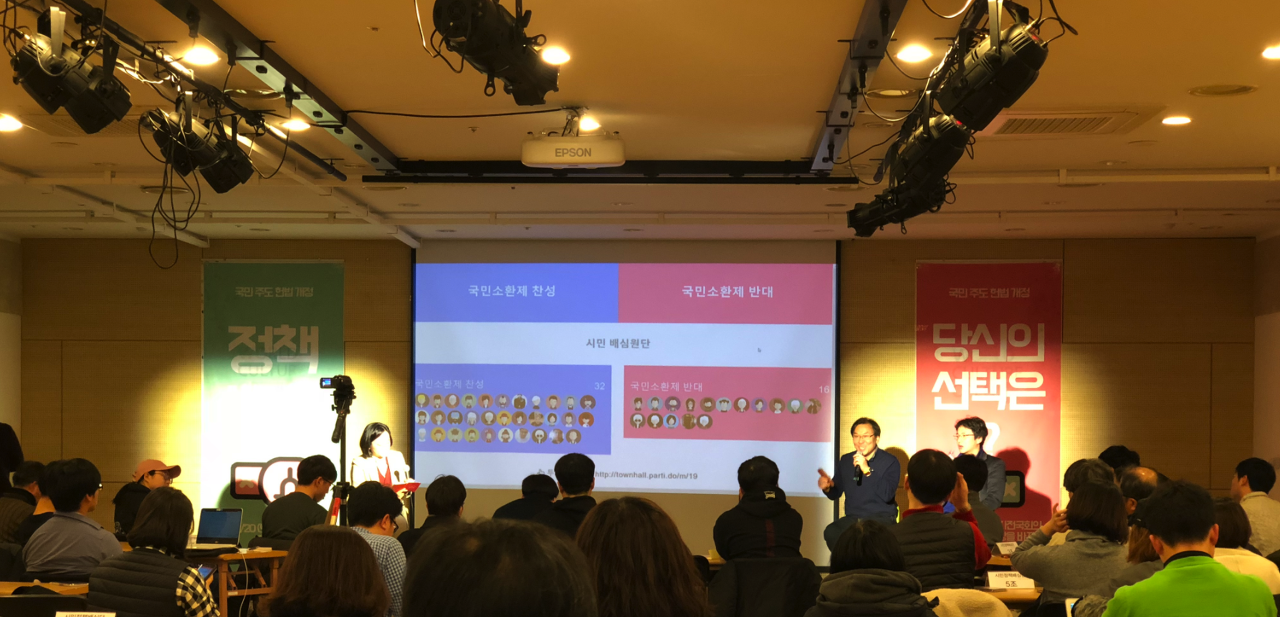 EPSON
국민 주도 헌법 개정
정책
국민소환제 찬성
국민소환제 반대
시민 배심원단
국민소환제 찬성
32
국민소환제 반대
16
http://townhall.parti.do/m/19
국민 주도 헌법 개정
당신의
선택은
?
5조